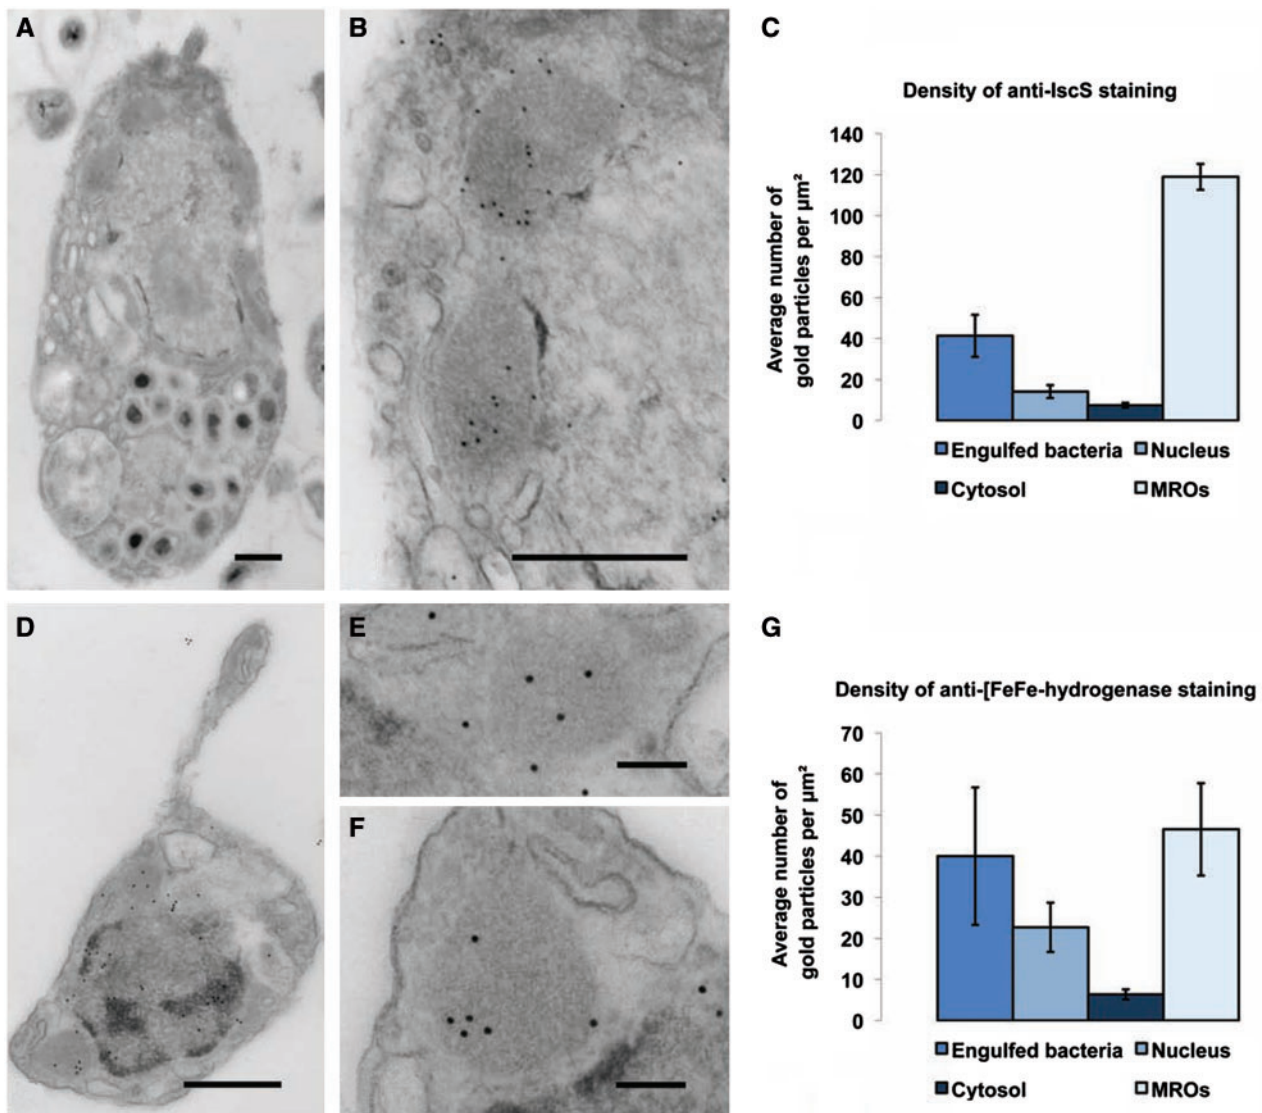 A
B
C
Density of anti-IscS staining
Average number of
gold particles per μm²
140
120
100
80
60
40
20
0
Engulfed bacteria
Nucleus
Cytosol
MROs
D
E
F
G
Density of anti-[FeFe-hydrogenase staining
Average number of
gold particles per μm²
70
60
50
40
30
20
10
0
Engulfed bacteria
Nucleus
Cytosol
MROs